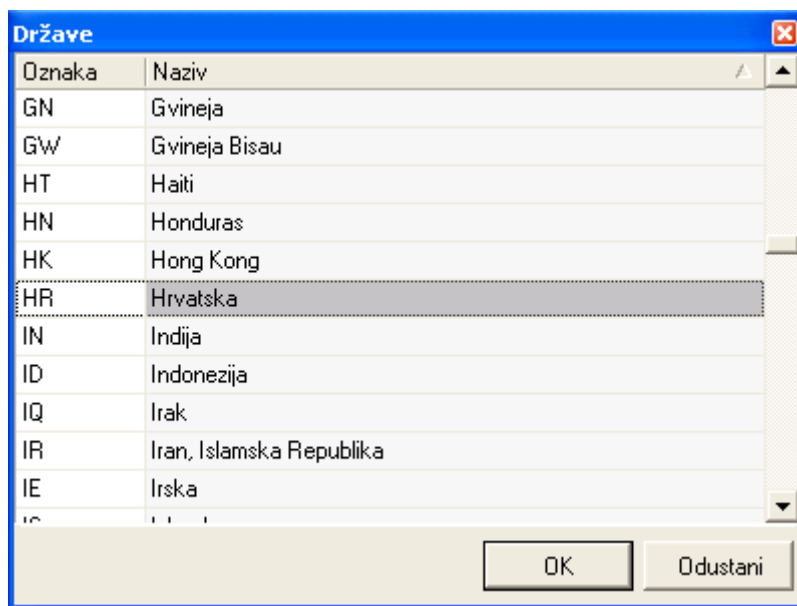 Države
Oznaka Naziv
GN Gvineja
GW Gvineja Bisau
HT Haiti
HN Honduras
HK Hong Kong
HR Hrvatska
IN Indija
ID Indonezija
IQ Irak
IR Iran, Islamska Republika
IE Irska
OK Odustani